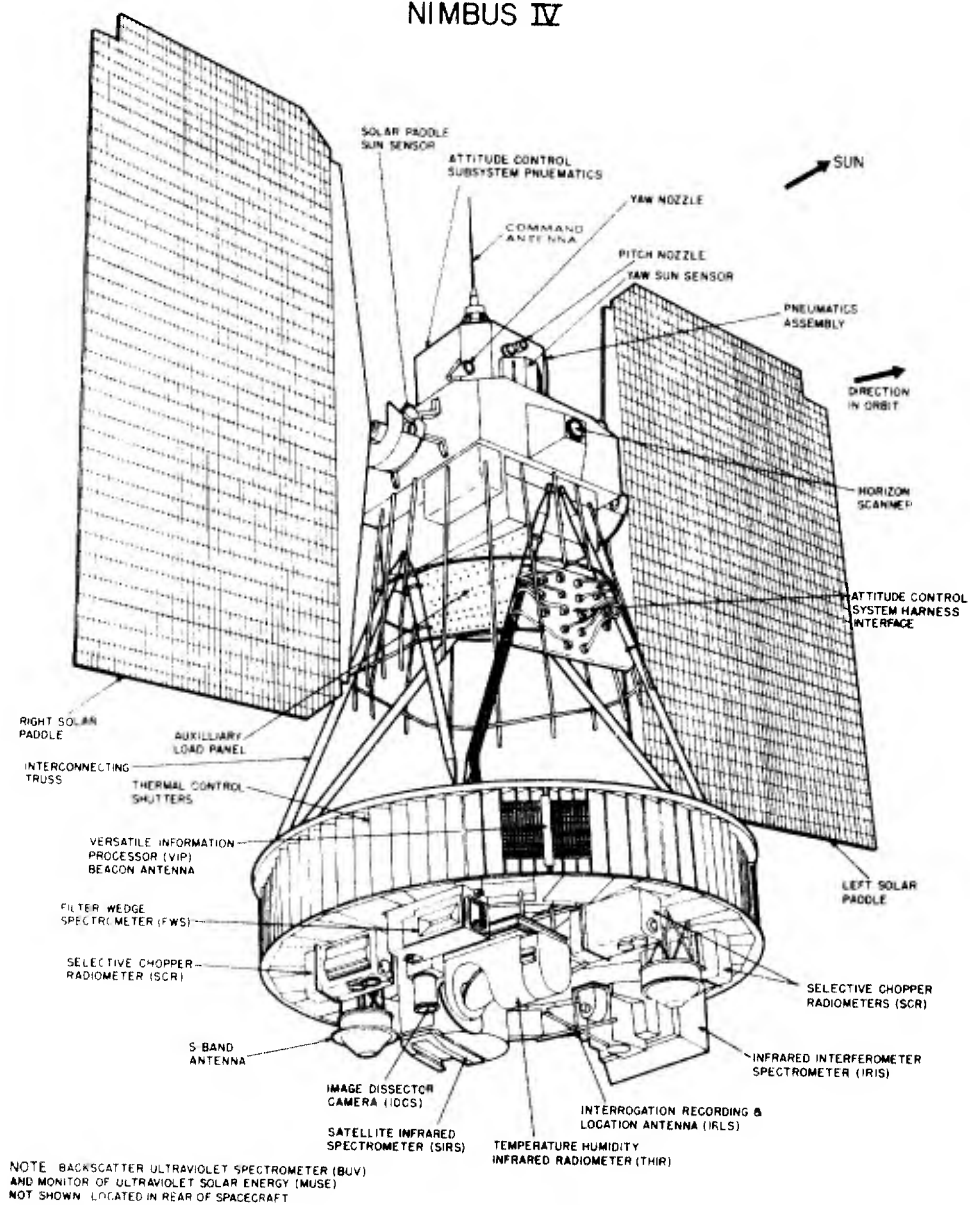 NIMBUS IV
SOLAR PADDLE
SUN SENSOR
ATTITUDE CONTROL
SUBSYSTEM PNUEMATICS
SUN
YAW NOZZLE
COMMAND
ANTENNA
PITCH NOZZLE
YAW SUN SENSOR
PNEUMATICS
ASSEMBLY
DIRECTION
IN ORBIT
HORIZON
SCANNER
ATTITUDE CONTROL
SYSTEM HARNESS
INTERFACE
RIGHT SOLAR
PADDLE
AUXILLIARY
LOAD PANEL
INTERCONNECTING
TRUSS
THERMAL CONTROL
SHUTTERS
VERSATILE INFORMATION
PROCESSOR (VIP)
BEACON ANTENNA
LEFT SOLAR
PADDLE
FILTER WEDGE
SPECTROMETER (FWS)
SELECTIVE CHOPPER
RADIOMETER (SCR)
SELECTIVE CHOPPER
RADIOMETERS (SCR)
S-BAND
ANTENNA
INFRARED INTERFEROMETER
SPECTROMETER (IRIS)
IMAGE DISSECTOR
CAMERA (IDCS)
INTERROGATION RECORDING &
LOCATION ANTENNA (IRLS)
SATELLITE INFRARED
SPECTROMETER (SIRS)
TEMPERATURE HUMIDITY
INFRARED RADIOMETER (THIR)
NOTE BACKSCATTER ULTRAVIOLET SPECTROMETER (BUV)
AND MONITOR OF ULTRAVIOLET SOLAR ENERGY (MUSE)
NOT SHOWN LOCATED IN REAR OF SPACECRAFT